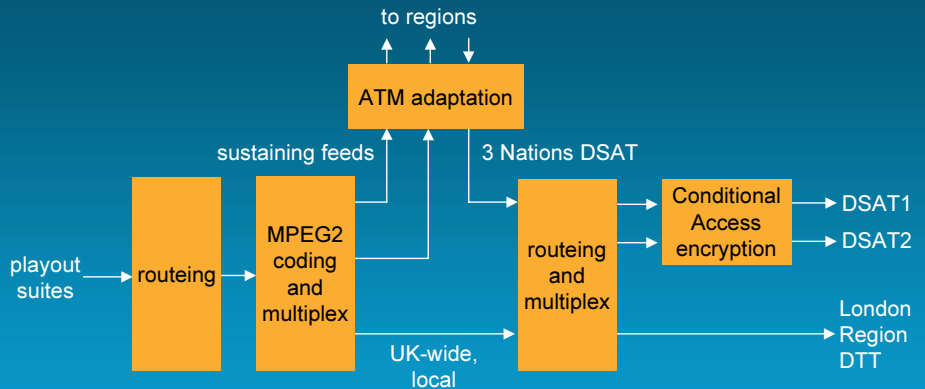 to regions
ATM adaptation
sustaining feeds
3 Nations DSAT
playout
suites
routeing
MPEG2
coding
and
multiplex
UK-wide,
local
routeing
and
multiplex
Conditional
Access
encryption
DSAT1
DSAT2
London
Region
DTT